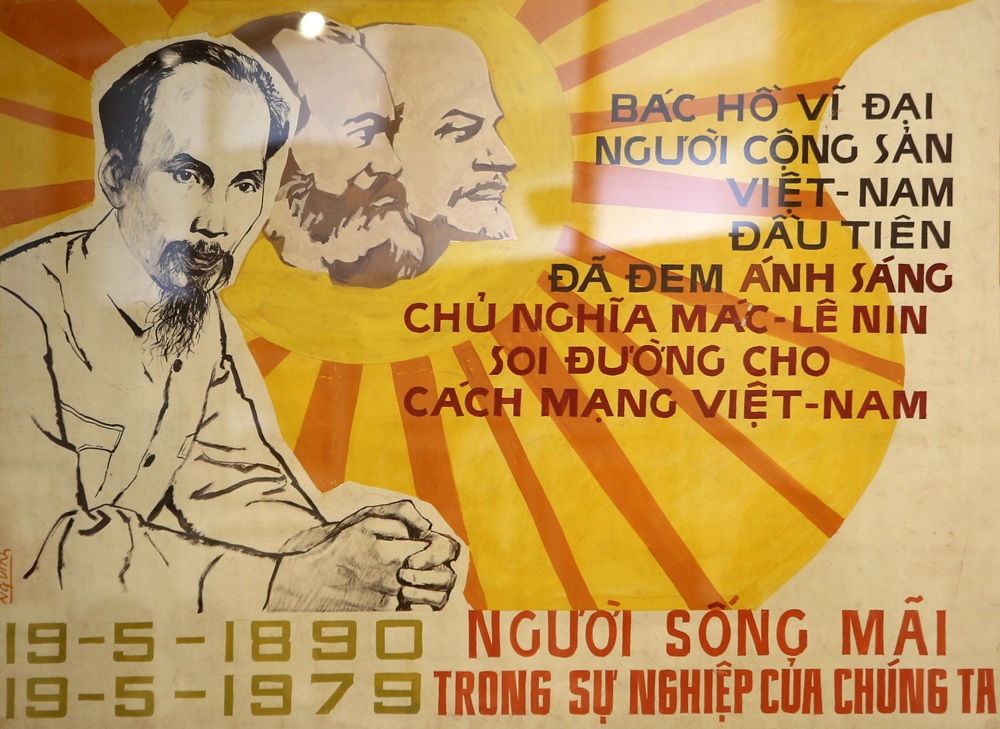 BÁC HỒ VĨ ĐẠI
NGƯỜI CỘNG SẢN
VIỆT-NAM
ĐẦU TIÊN
ĐÃ ĐEM ÁNH SÁNG
CHỦ NGHĨA MÁC-LÊ NIN
SOI ĐƯỜNG CHO
CÁCH MẠNG VIỆT-NAM
19-5-1890
19-5-1979
NGƯỜI SỐNG MÃI
TRONG SỰ NGHIỆP CỦA CHÚNG TA